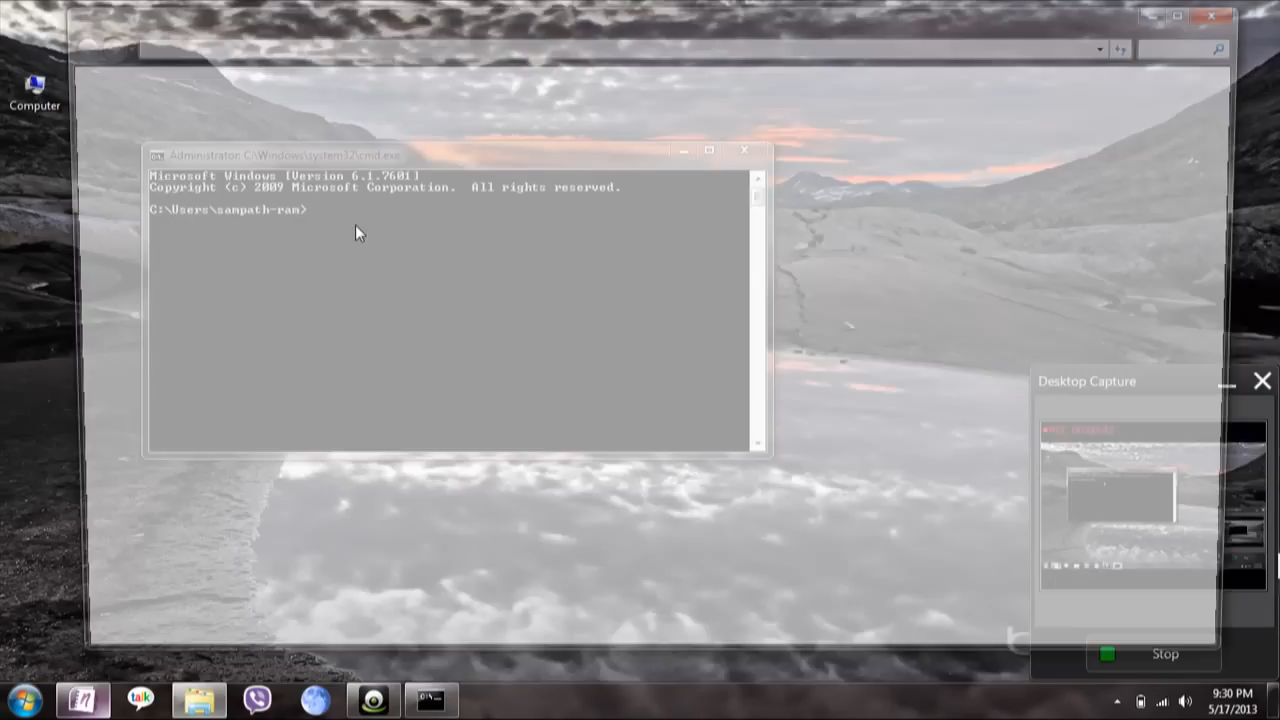 Computer
Administrator: C:\Windows\system32\cmd.exe
Microsoft Windows [Version 6.1.7601]
Copyright (c) 2009 Microsoft Corporation.  All rights reserved.
C:\Users\sampath-ram>
Desktop Capture
Stop
talk
9:30 PM
5/17/2013